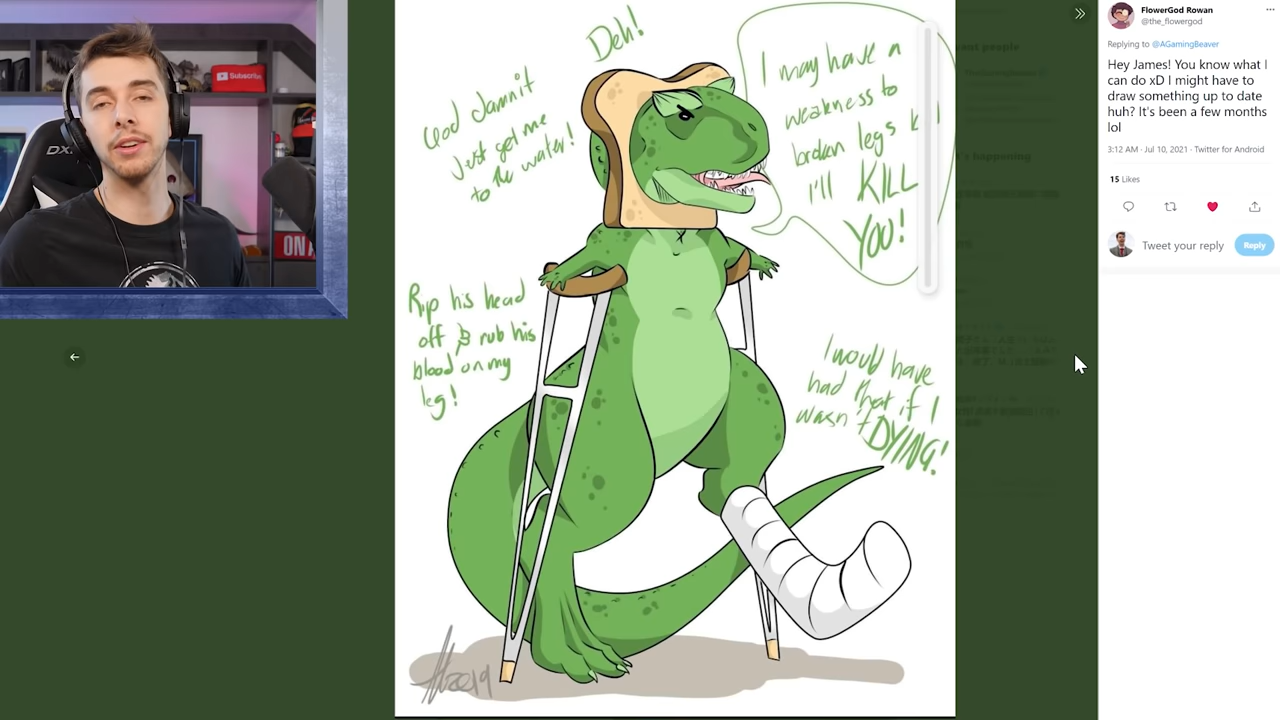 Subscribe
DX
ON A
Deh!
God damnit
Just get me
to the water!
I may have a
weakness to
broken legs
I'll KILL
YOU!
Rip his head
off & rub his
blood on my
leg!
I would have
had that if I
wasn't DYING!
2019
FlowerGod Rowan
@the_flowergod
Replying to @AGamingBeaver
Hey James! You know what I
can do xD I might have to
draw something up to date
huh? It's been a few months
lol
3:12 AM · Jul 10, 2021 · Twitter for Android
15 Likes
Tweet your reply
Reply